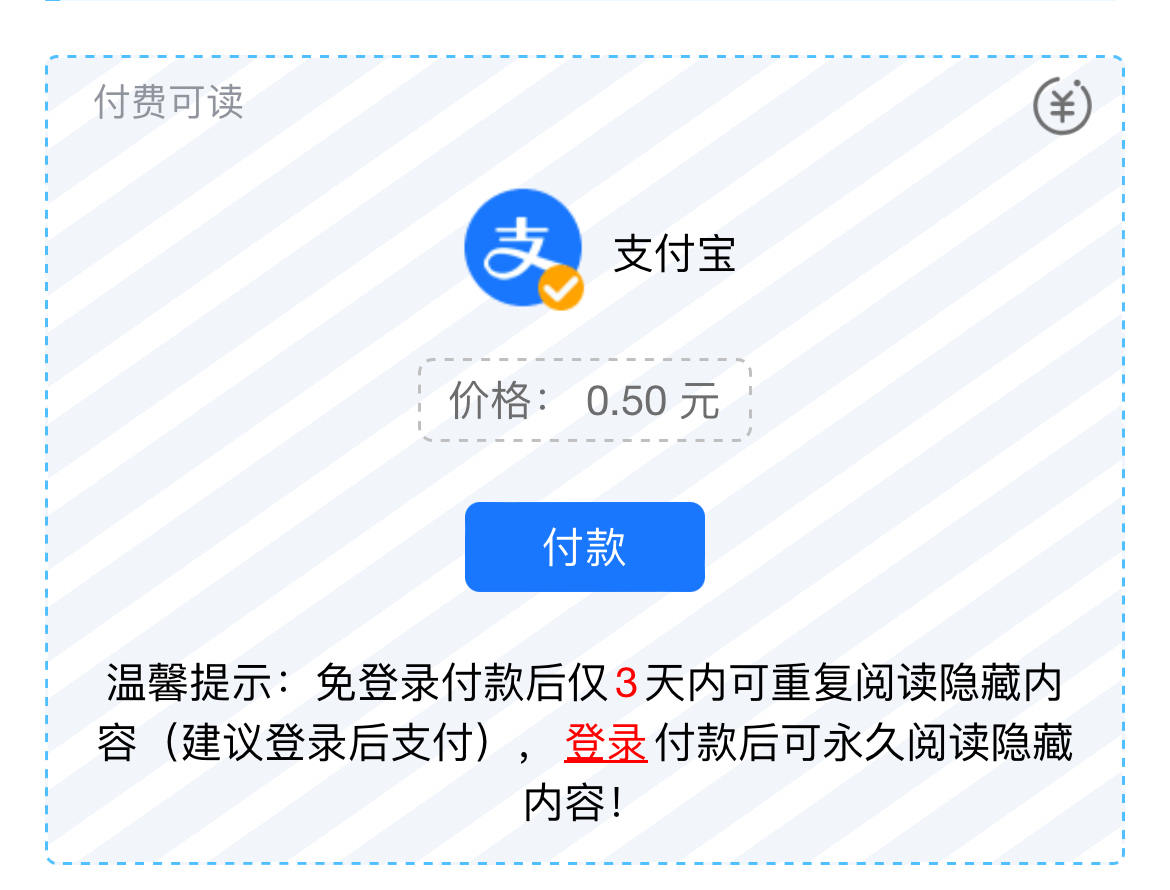 付费可读
支付宝
价格： 0.50 元
付款
温馨提示：免登录付款后仅3天内可重复阅读隐藏内
容（建议登录后支付），登录付款后可永久阅读隐藏
内容！